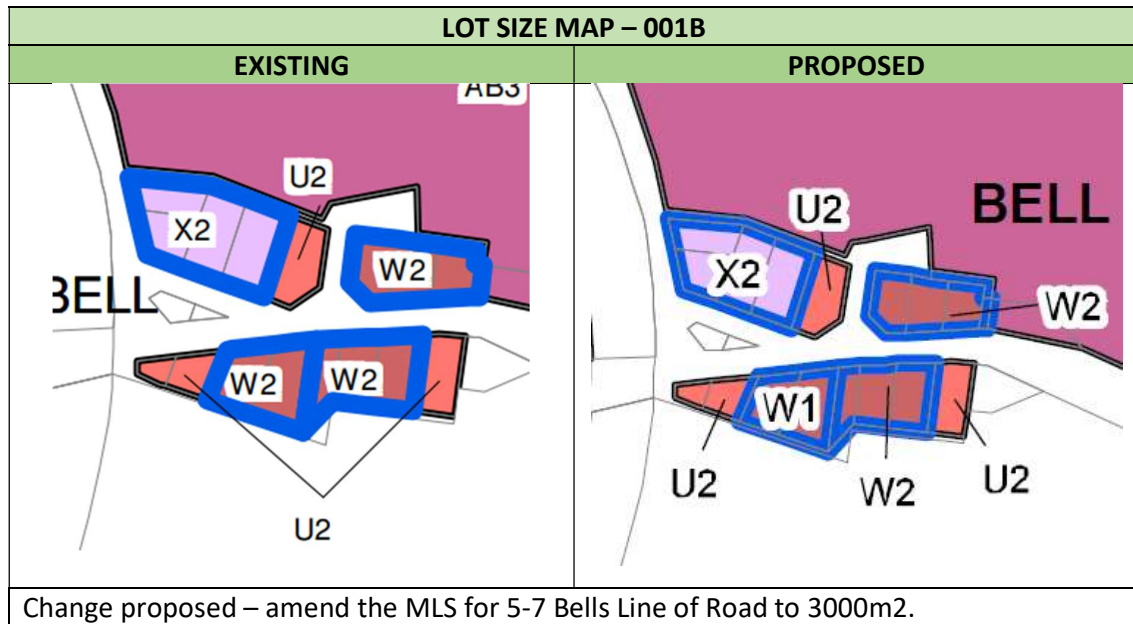 LOT SIZE MAP – 001B
EXISTING
PROPOSED
AB3
U2
X2
W2
BELL
W2
W2
U2
BELL
U2
X2
W2
W1
U2
W2
U2
Change proposed – amend the MLS for 5-7 Bells Line of Road to 3000m2.